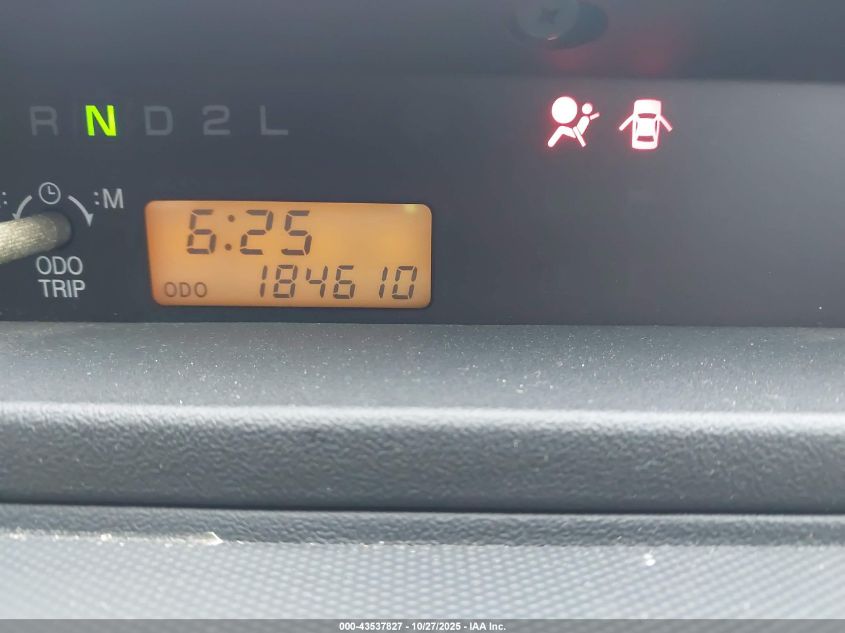 R N D 2 L
:M
6:25
ODO
TRIP
ODO 184610
000-43537827 - 10/27/2025 - IAA Inc.